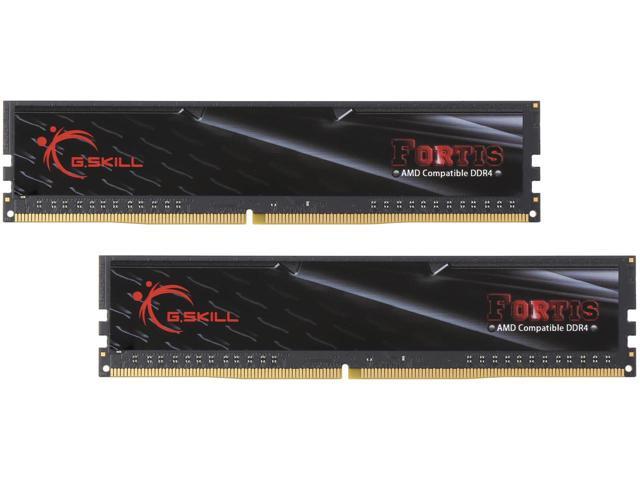 G.SKILL
FORTIS
AMD Compatible DDR4
G.SKILL
FORTIS
AMD Compatible DDR4